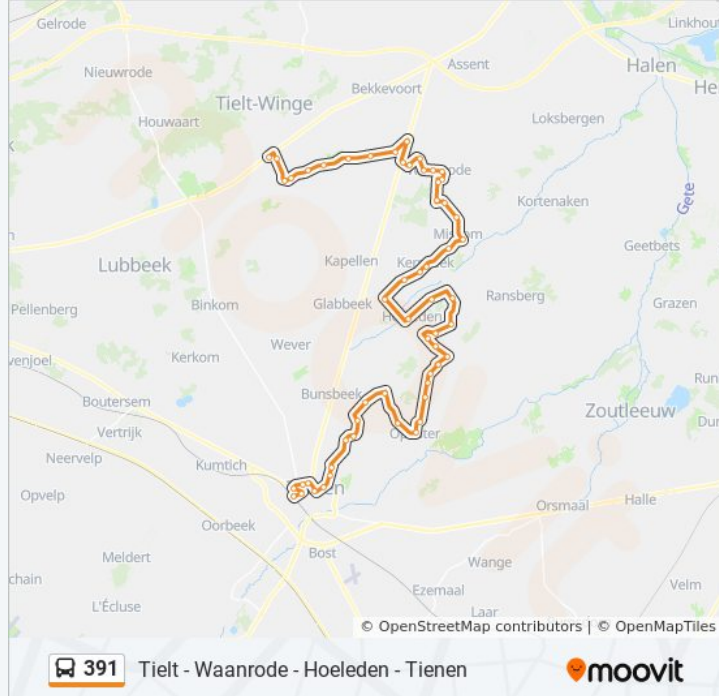 Gelrode
Linkhout
Assent
Halen
Nieuwrode
Bekkevoort
Tielt-Winge
Houwaart
Loksbergen
Kortenaken
Gete
Lubbeek
Kapellen
Geetbets
Pellenberg
Binkom
Glabbeek
Ransberg
Grazen
Wever
Kerkom
Boutersem
Bunsbeek
Zoutleeuw
Vertrijk
Neervelp
Kumtich
Opvelp
Orsmaal
Halle
Oorbeek
Bost
Meldert
Wange
chain
Ezemaal
Velm
L'Écluse
Laar
© OpenStreetMap contributors | © OpenMapTiles
391 Tielt - Waanrode - Hoeleden - Tienen
moovit